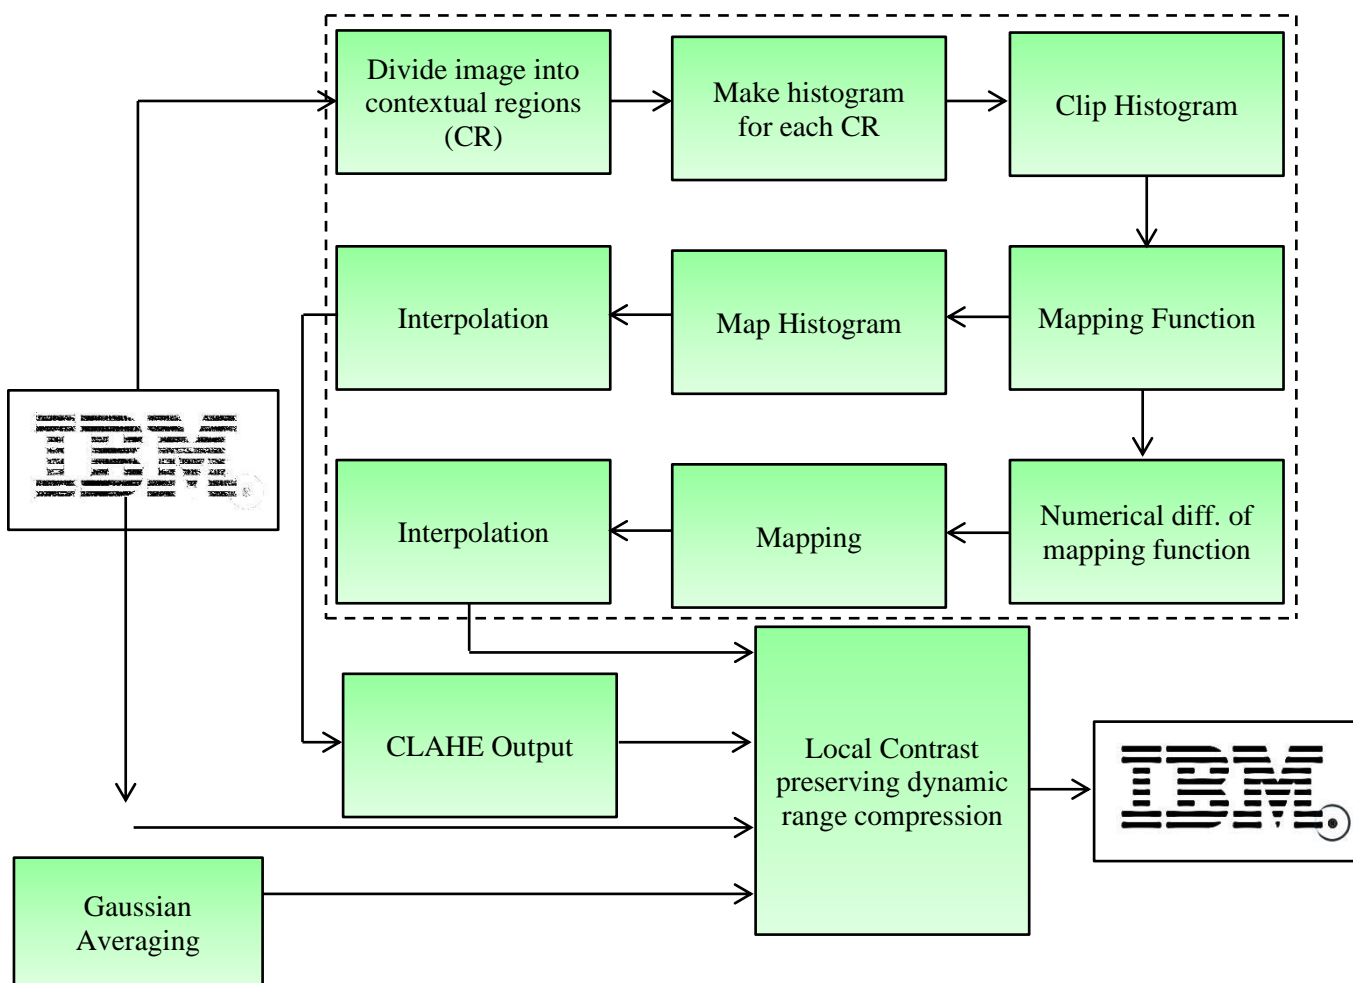 Divide image into
contextual regions
(CR)
Make histogram
for each CR
Clip Histogram
Interpolation
Map Histogram
Mapping Function
IBM
Interpolation
Mapping
Numerical diff. of
mapping function
CLAHE Output
Local Contrast
preserving dynamic
range compression
IBM
Gaussian
Averaging